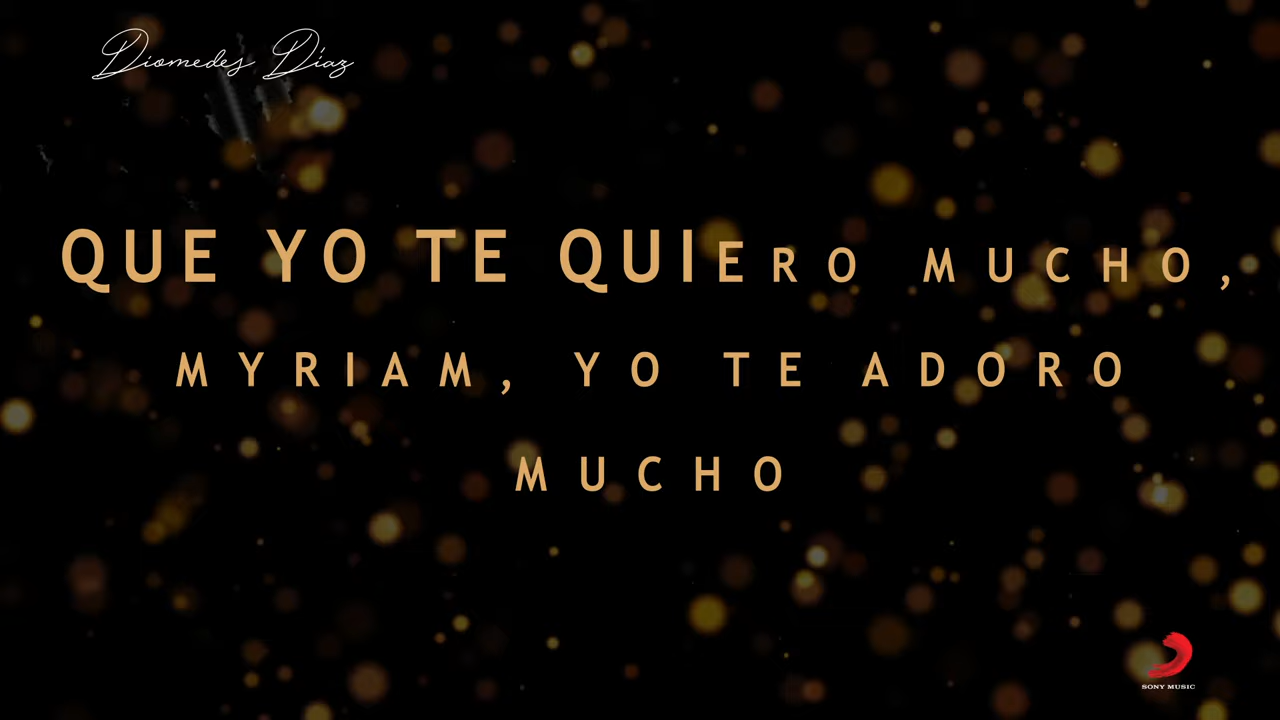 Diomedes Díaz
QUE YO TE QUIERO MUCHO,
MYRIAM, YO TE ADORO
MUCHO
SONY MUSIC